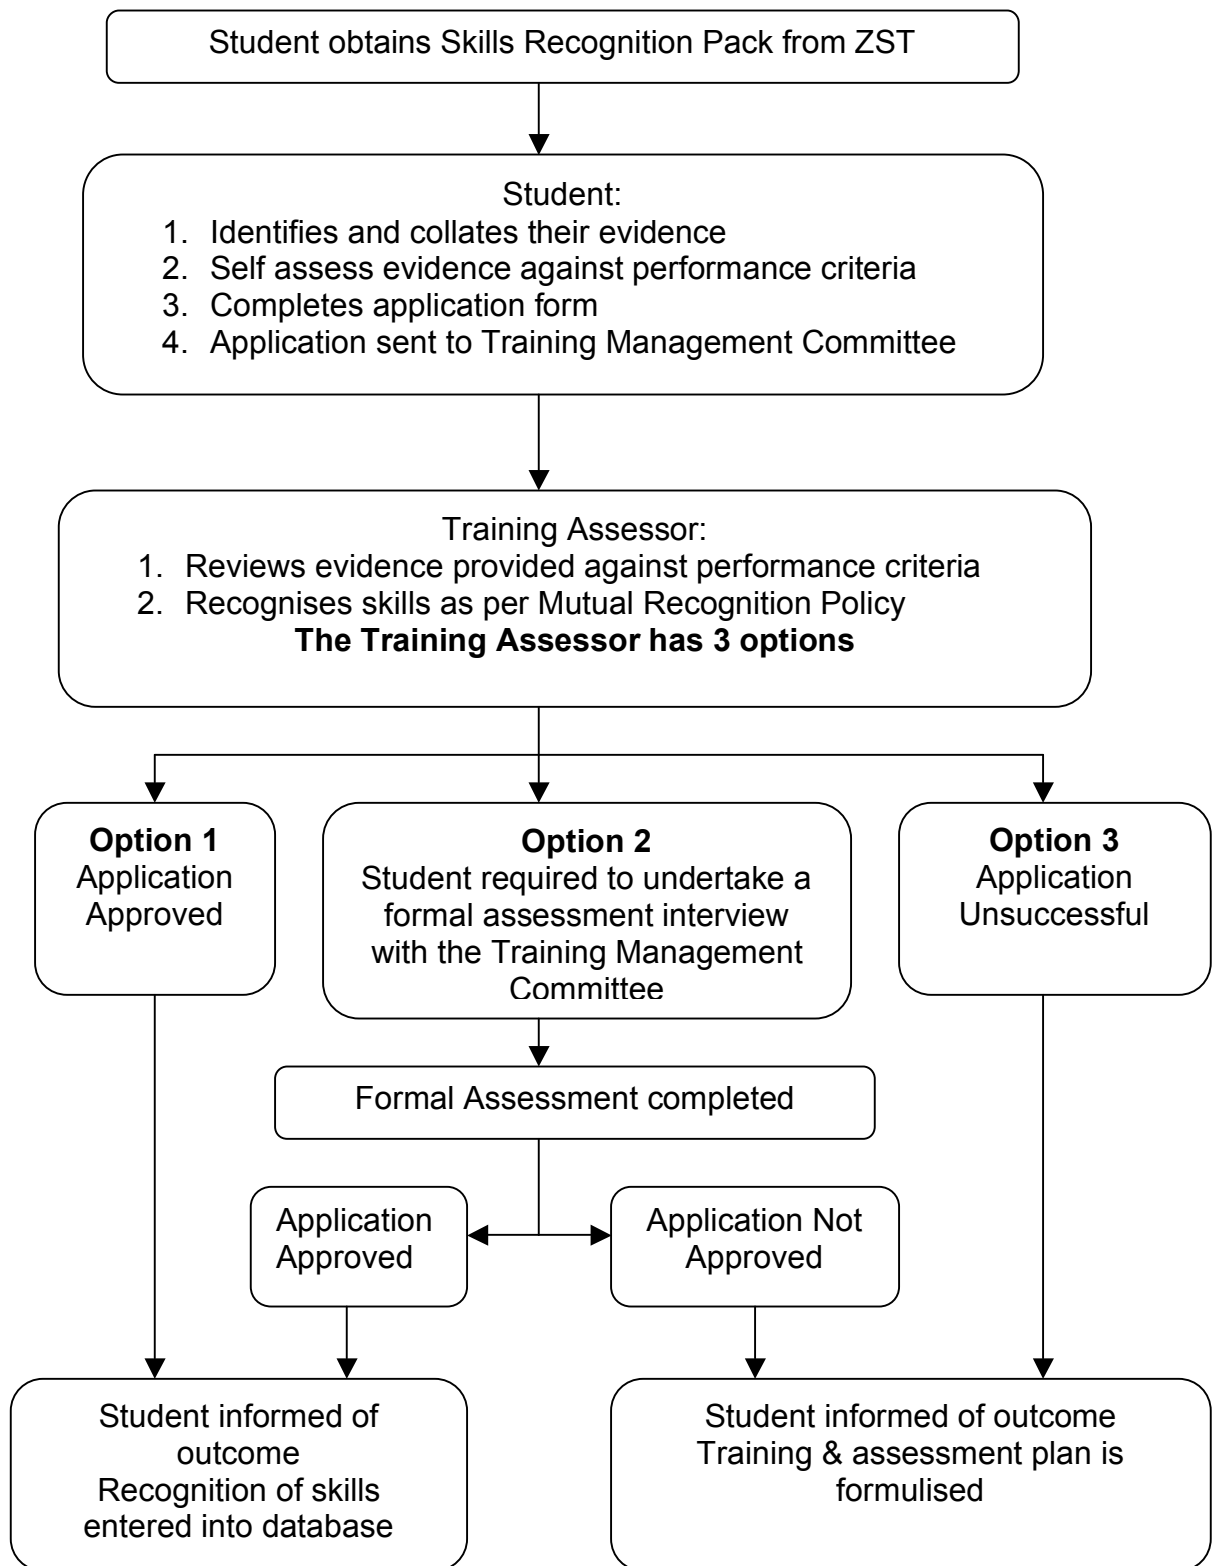 Student obtains Skills Recognition Pack from ZST
Student:
1. Identifies and collates their evidence
2. Self assess evidence against performance criteria
3. Completes application form
4. Application sent to Training Management Committee
Training Assessor:
1. Reviews evidence provided against performance criteria
2. Recognises skills as per Mutual Recognition Policy
The Training Assessor has 3 options
Option 1
Application
Approved
Option 2
Student required to undertake a
formal assessment interview
with the Training Management
Committee
Option 3
Application
Unsuccessful
Formal Assessment completed
Application
Approved
Application Not
Approved
Student informed of
outcome
Recognition of skills
entered into database
Student informed of outcome
Training & assessment plan is
formulised